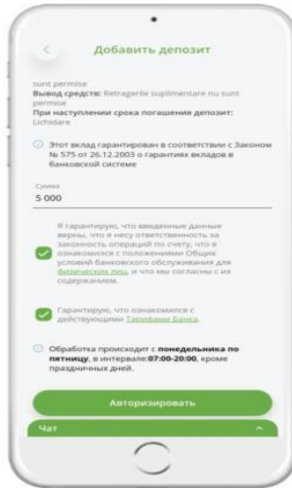 Добавить депозит
sunt permise
Вывод средств: Retragerile suplimentare nu sunt
permise
При наступлении срока погашения депозит:
Lichidare
Этот вклад гарантирован в соответствии с Законом
№ 575 от 26.12.2003 о гарантиях вкладов в
банковской системе
Сумма
5 000
Я гарантирую, что введенные данные
верны, что я несу ответственность за
законность операций по счету, что я
ознакомился с положениями Общих
условий банковского обслуживания для
физических лиц, и что мы согласны с их
содержанием.
Гарантирую, что ознакомился с
действующими Тарифами Банка.
Обработка происходит с понедельника по
пятницу, в интервале:07:00-20:00, кроме
праздничных дней.
Авторизировать
Чат